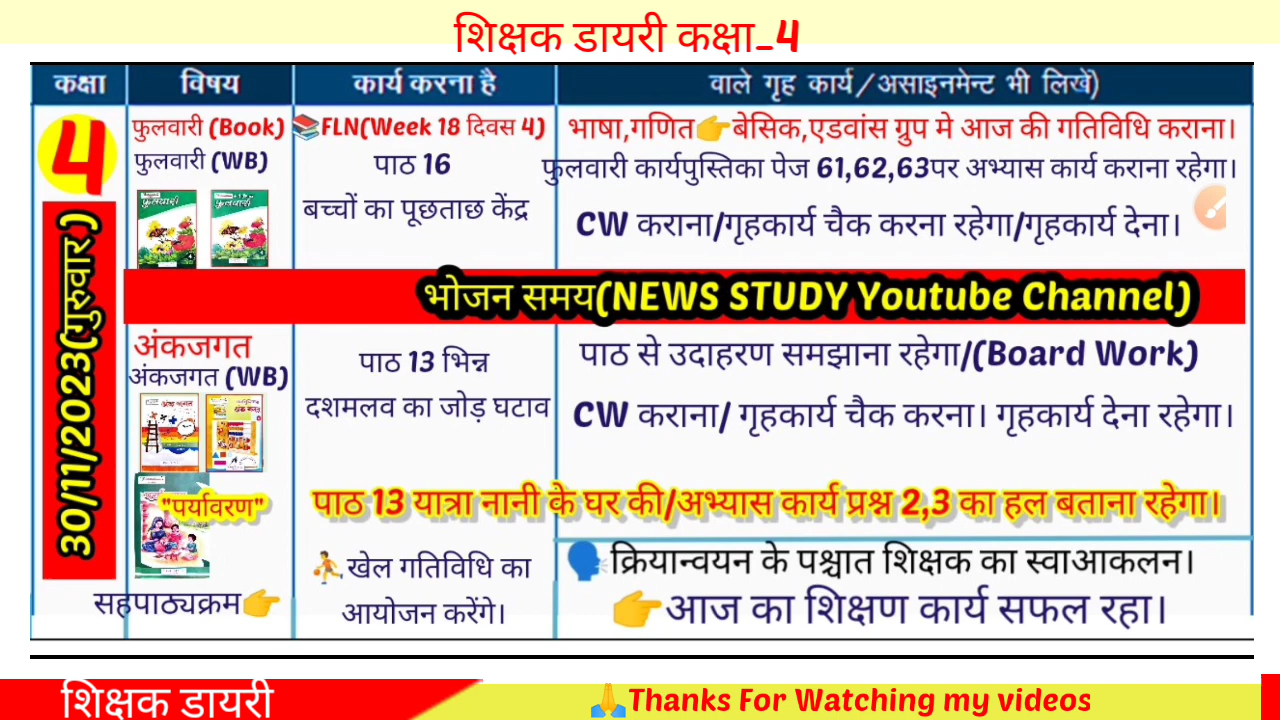 शिक्षक डायरी कक्षा-4
कक्षा विषय कार्य करना है वाले गृह कार्य/असाइनमेन्ट भी लिखें)
4
30/11/2023(गुरुवार)
फुलवारी (Book) 📚FLN(Week 18 दिवस 4) भाषा,गणित👉बेसिक,एडवांस ग्रुप मे आज की गतिविधि कराना।
फुलवारी (WB) पाठ 16 फुलवारी कार्यपुस्तिका पेज 61,62,63पर अभ्यास कार्य कराना रहेगा।
बच्चों का पूछताछ केंद्र CW कराना/गृहकार्य चैक करना रहेगा/गृहकार्य देना।
भोजन समय(NEWS STUDY Youtube Channel)
अंकजगत पाठ 13 भिन्न पाठ से उदाहरण समझाना रहेगा/(Board Work)
अंकजगत (WB) दशमलव का जोड़ घटाव CW कराना/ गृहकार्य चैक करना। गृहकार्य देना रहेगा।
"पर्यावरण" पाठ 13 यात्रा नानी के घर की/अभ्यास कार्य प्रश्न 2,3 का हल बताना रहेगा।
⛹️खेल गतिविधि का 🗣️क्रियान्वयन के पश्चात शिक्षक का स्वाआकलन।
सहपाठ्यक्रम👉 आयोजन करेंगे। 👉आज का शिक्षण कार्य सफल रहा।
शिक्षक डायरी 🙏Thanks For Watching my videos